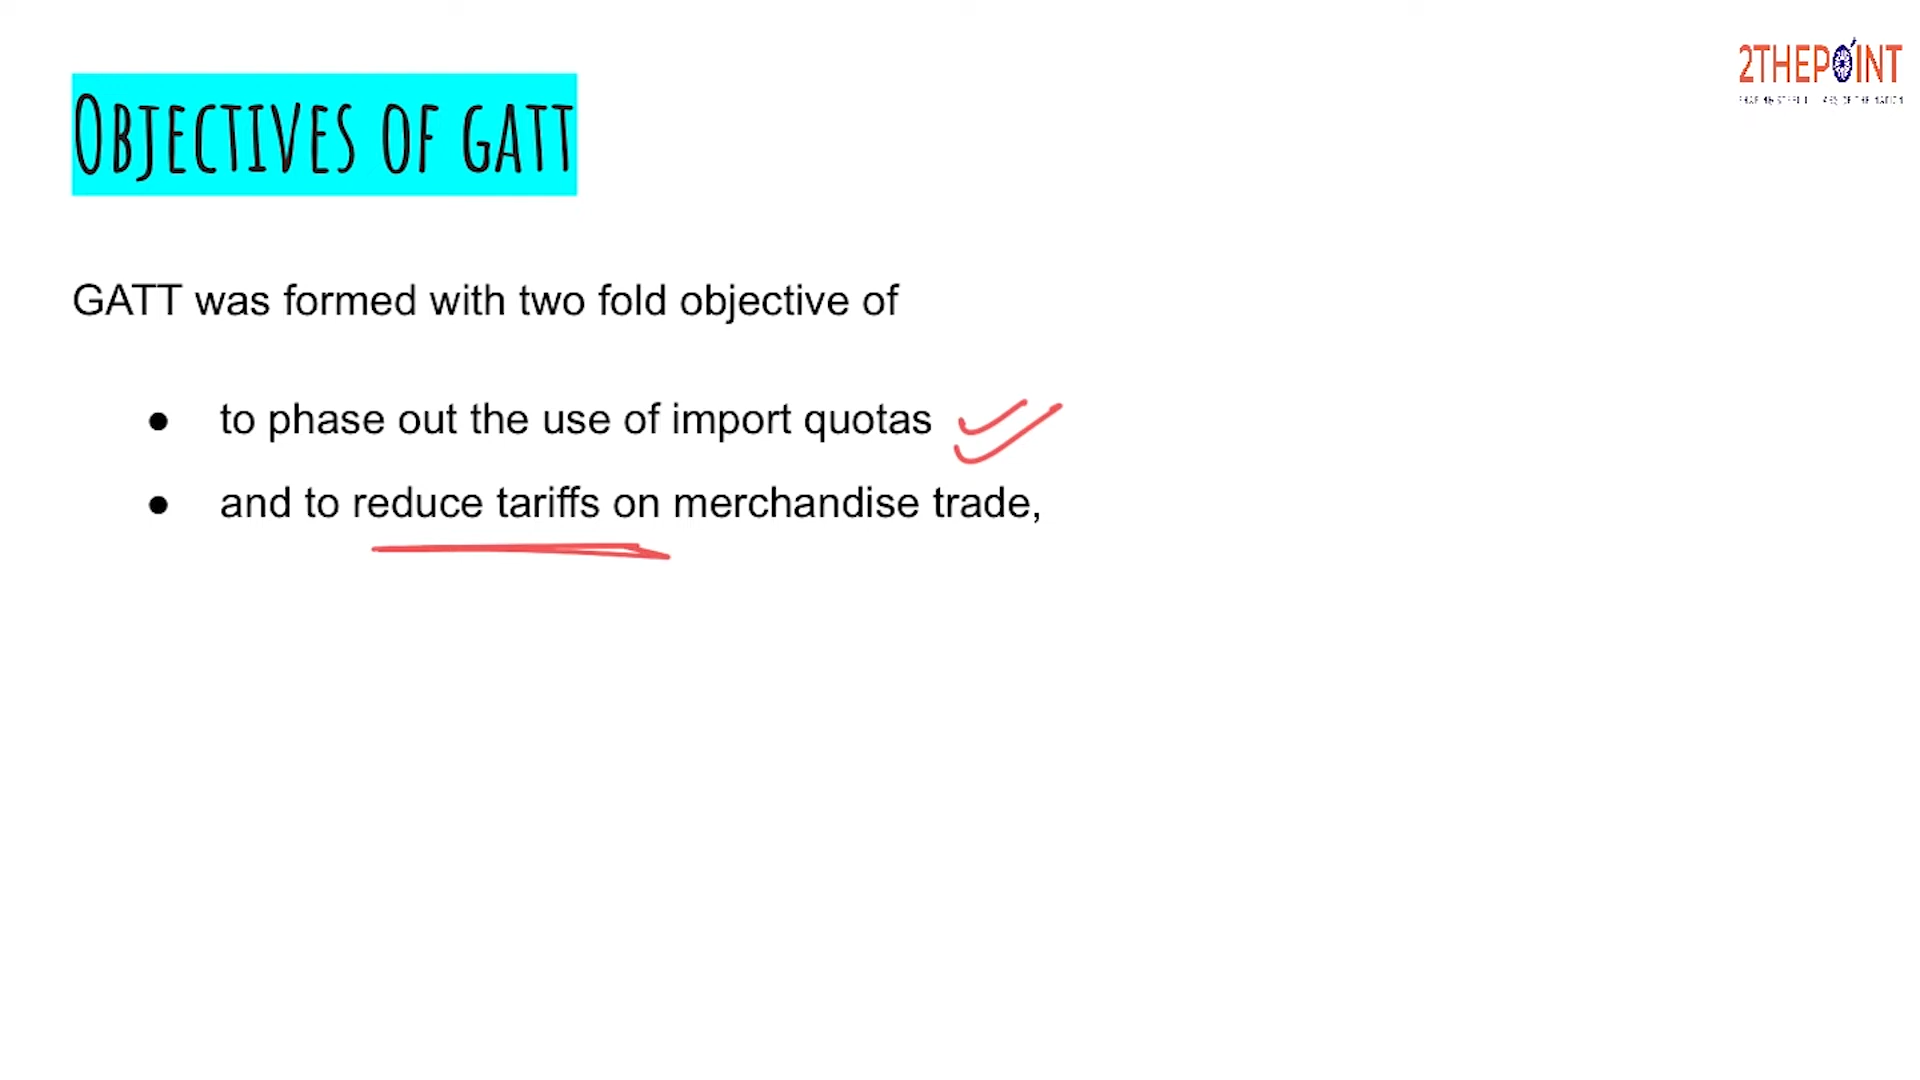 2THEPOINT
OBJECTIVES OF GATT
GATT was formed with two fold objective of
● to phase out the use of import quotas
● and to reduce tariffs on merchandise trade,